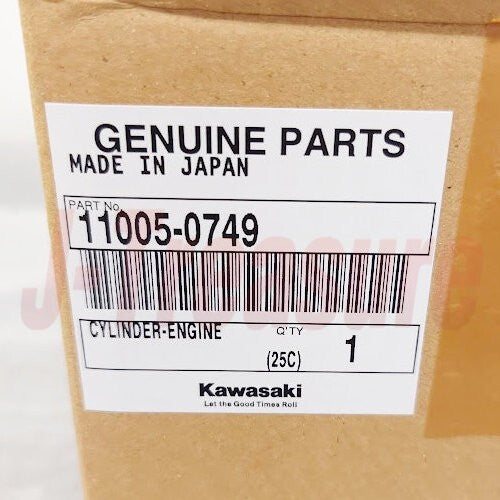 GENUINE PARTS
MADE IN JAPAN
PART No.
11005-0749
CYLINDER-ENGINE
Q'TY
(25C) 1
Kawasaki
Let the Good Times Roll
J-Treasure